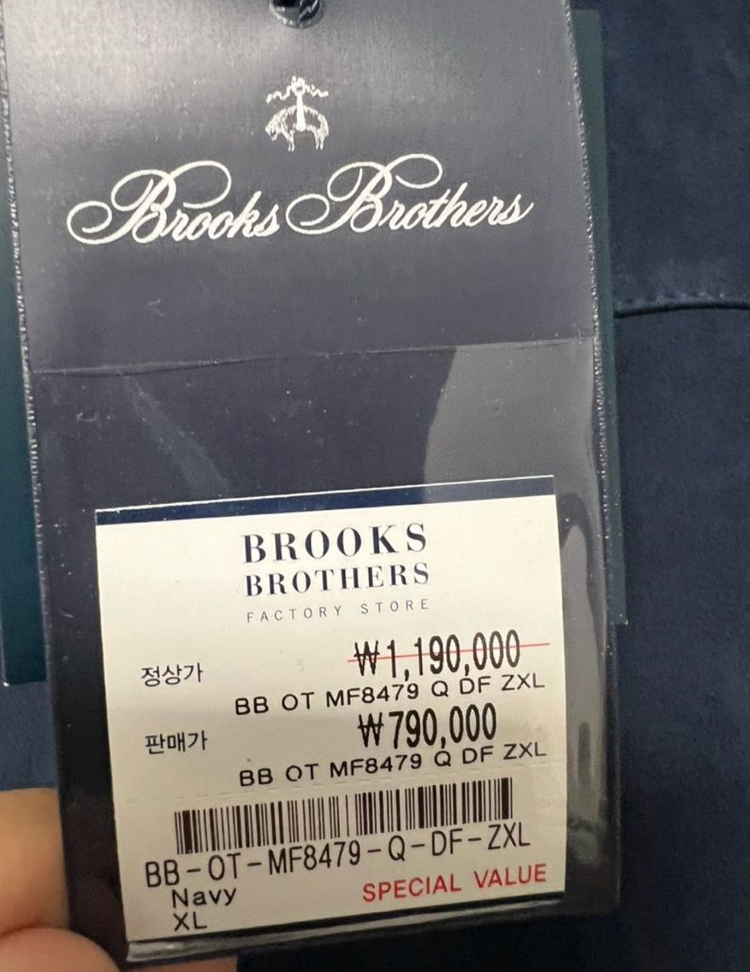 Brooks Brothers
BROOKS
BROTHERS
FACTORY STORE
정상가 ₩1,190,000
BB OT MF8479 Q DF ZXL
판매가 ₩790,000
BB OT MF8479 Q DF ZXL
BB-OT-MF8479-Q-DF-ZXL
Navy
XL
SPECIAL VALUE